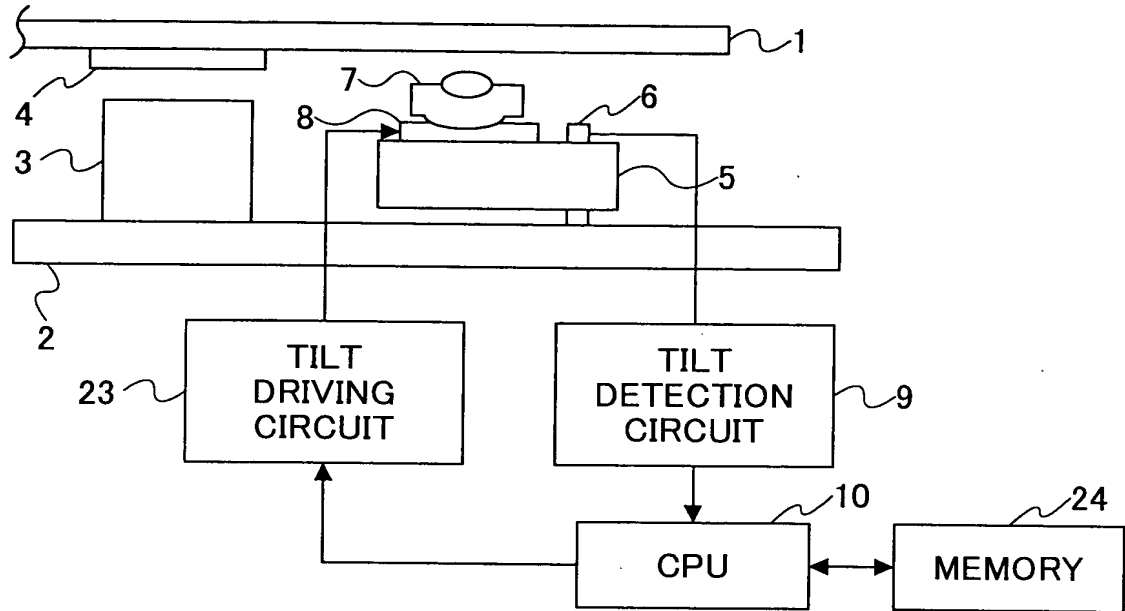 1
4
7
6
8
3
5
2
TILT
DRIVING
CIRCUIT
23
TILT
DETECTION
CIRCUIT
9
10
24
CPU
MEMORY